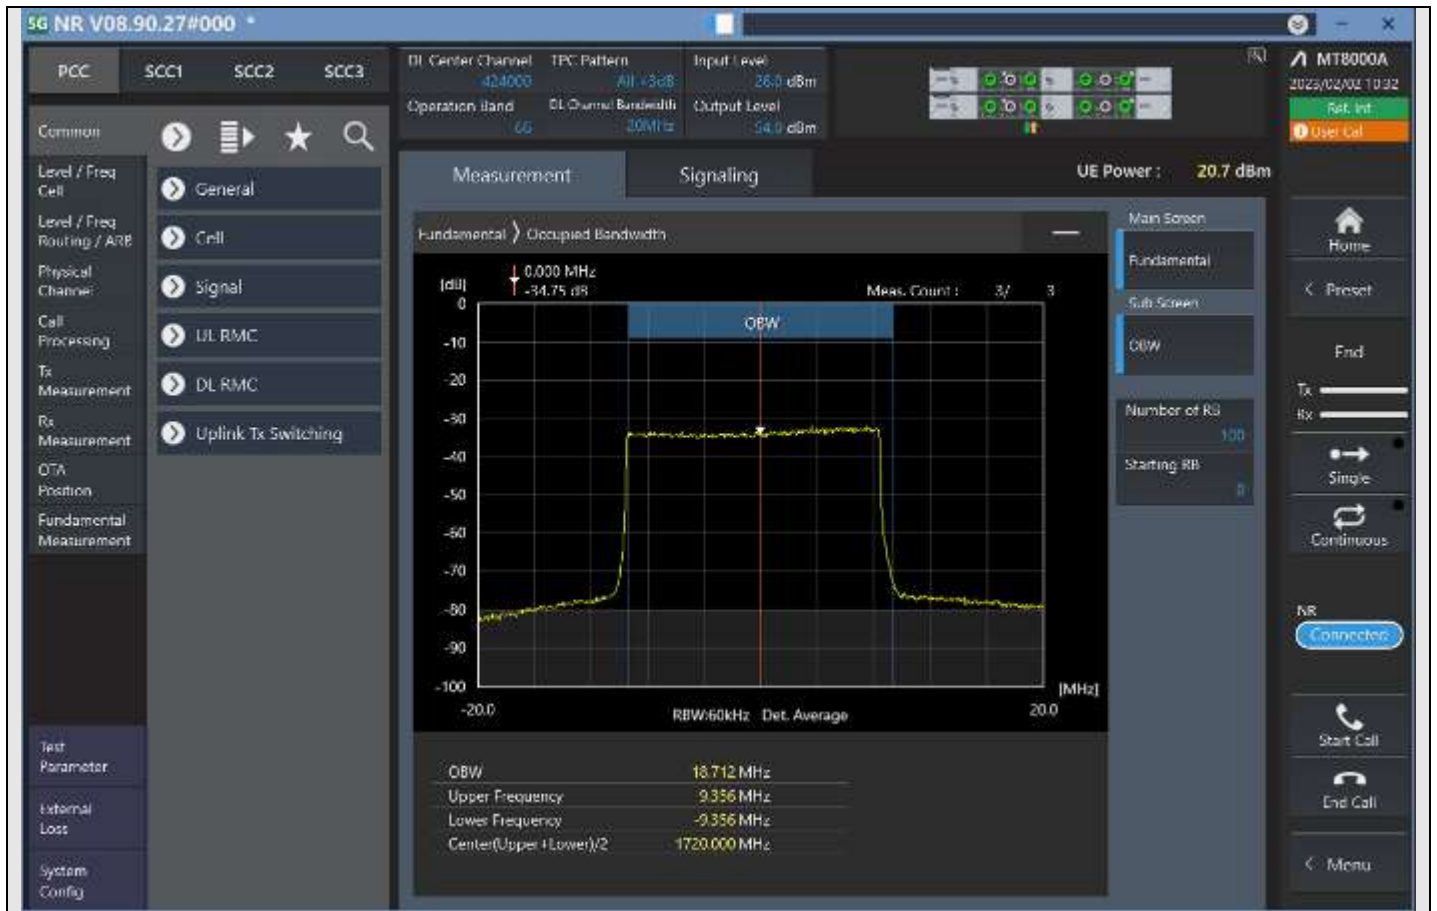 5G NR V08.90.27#000 *
PCC SCC1 SCC2 SCC3
DL Center Channel 424000
TPC Pattern All +3dB
Input Level 26.0 dBm
Operation Band 66
DL Channel Bandwidth 20MHz
Output Level -54.0 dBm
MT8000A
2023/02/02 10:32
Ref. Int
User Cal
Common
Level / Freq
Cell
Level / Freq
Routing / ARB
Physical
Channel
Call
Processing
Tx
Measurement
Rx
Measurement
OTA
Position
Fundamental
Measurement
Test
Parameter
External
Loss
System
Config
General
Cell
Signal
UL RMC
DL RMC
Uplink Tx Switching
Measurement Signaling
UE Power : 20.7 dBm
Fundamental ❭ Occupied Bandwidth
[dB]
0.000 MHz
-34.75 dB
Meas. Count : 3/ 3
OBW
0
-10
-20
-30
-40
-50
-60
-70
-80
-90
-100
[MHz]
-20.0 20.0
RBW:60kHz Det. Average
OBW 18.712 MHz
Upper Frequency 9.356 MHz
Lower Frequency -9.356 MHz
Center(Upper+Lower)/2 1720.000 MHz
Main Screen
Fundamental
Sub Screen
OBW
Number of RB
100
Starting RB
0
Home
< Preset
End
Tx
Rx
Single
Continuous
NR
Connected
Start Call
End Call
< Menu